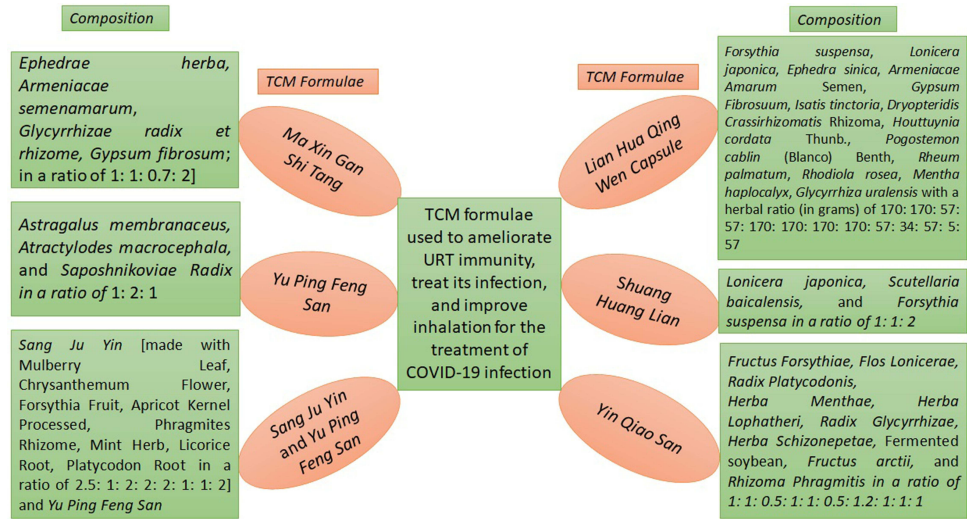 Composition
Ephedrae herba,
Armeniacae
semenamarum,
Glycyrrhizae radix et
rhizome, Gypsum fibrosum;
in a ratio of 1: 1: 0.7: 2]
Astragalus membranaceus,
Atractylodes macrocephala,
and Saposhnikoviae Radix
in a ratio of 1: 2: 1
Sang Ju Yin [made with
Mulberry Leaf,
Chrysanthemum Flower,
Forsythia Fruit, Apricot Kernel
Processed, Phragmites
Rhizome, Mint Herb, Licorice
Root, Platycodon Root in a
ratio of 2.5: 1: 2: 2: 2: 1: 1: 2]
and Yu Ping Feng San
TCM Formulae
Ma Xin Gan
Shi Tang
Yu Ping Feng
San
Sang Ju Yin
and Yu Ping
Feng San
TCM formulae
used to ameliorate
URT immunity,
treat its infection,
and improve
inhalation for the
treatment of
COVID-19 infection
TCM Formulae
Lian Hua Qing
Wen Capsule
Shuang
Huang Lian
Yin Qiao San
Composition
Forsythia suspensa, Lonicera
japonica, Ephedra sinica, Armeniacae
Amarum Semen, Gypsum
Fibrosuum, Isatis tinctoria, Dryopteridis
Crassirhizomatis Rhizoma, Houttuynia
cordata Thunb., Pogostemon
cablin (Blanco) Benth, Rheum
palmatum, Rhodiola rosea, Mentha
haplocalyx, Glycyrrhiza uralensis with a
herbal ratio (in grams) of 170: 170: 57:
57: 170: 170: 170: 170: 57: 34: 57: 5:
57
Lonicera japonica, Scutellaria
baicalensis, and Forsythia
suspensa in a ratio of 1: 1: 2
Fructus Forsythiae, Flos Lonicerae,
Radix Platycodonis,
Herba Menthae, Herba
Lophatheri, Radix Glycyrrhizae,
Herba Schizonepetae, Fermented
soybean, Fructus arctii, and
Rhizoma Phragmitis in a ratio of
1: 1: 0.5: 1: 1: 0.5: 1.2: 1: 1: 1